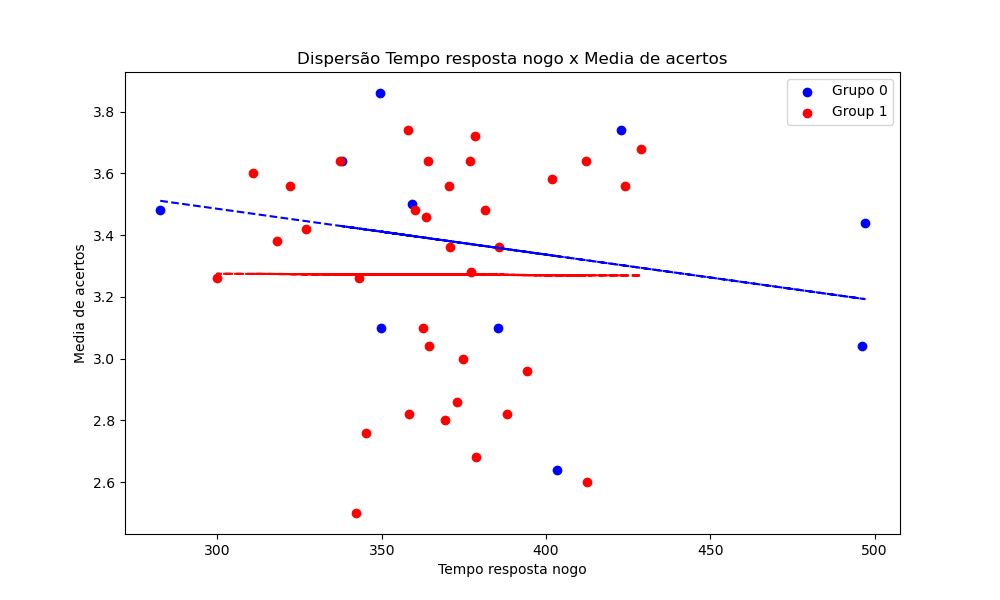 Dispersão Tempo resposta nogo x Media de acertos
Grupo 0
Group 1
3.8
3.6
3.4
3.2
3.0
2.8
2.6
Media de acertos
300
350
400
450
500
Tempo resposta nogo